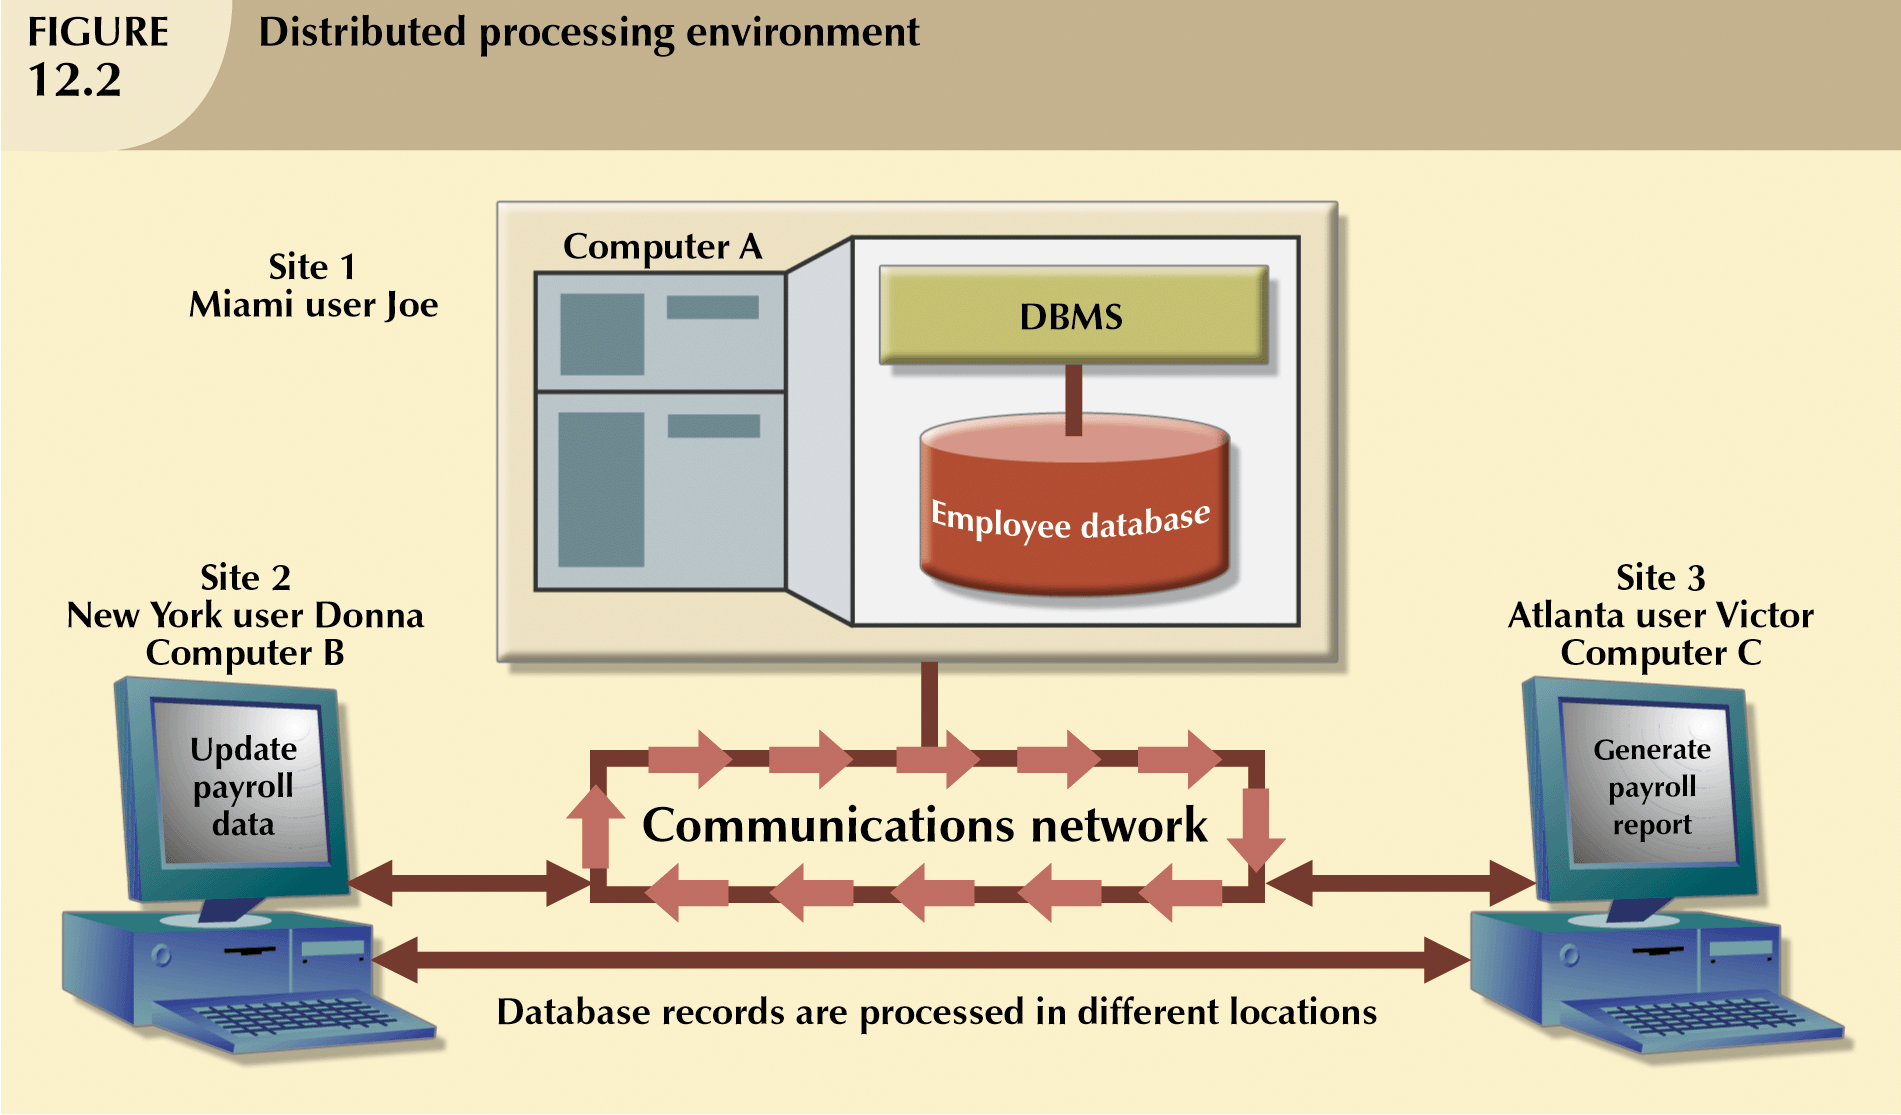 FIGURE
12.2
Distributed processing environment
Site 1
Miami user Joe
Computer A
DBMS
Employee database
Site 2
New York user Donna
Computer B
Update
payroll
data
Site 3
Atlanta user Victor
Computer C
Generate
payroll
report
Communications network
Database records are processed in different locations